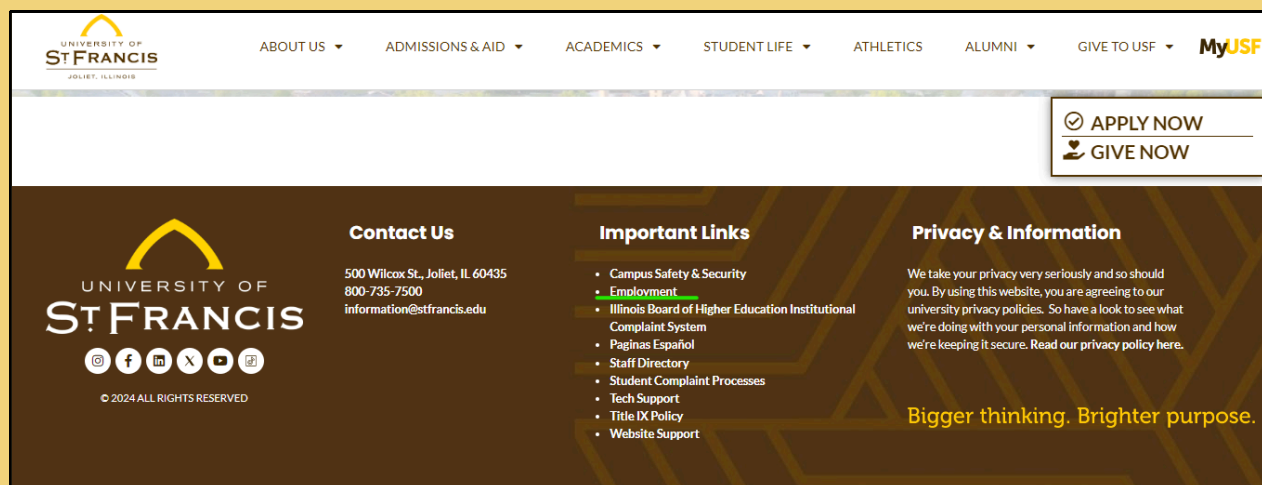 UNIVERSITY OF
ST FRANCIS
JOLIET, ILLINOIS
ABOUT US
ADMISSIONS & AID
ACADEMICS
STUDENT LIFE
ATHLETICS
ALUMNI
GIVE TO USF
MyUSF
APPLY NOW
GIVE NOW
UNIVERSITY OF
ST FRANCIS
© 2024 ALL RIGHTS RESERVED
Contact Us
500 Wilcox St., Joliet, IL 60435
800-735-7500
information@stfrancis.edu
Important Links
Campus Safety & Security
Employment
Illinois Board of Higher Education Institutional
Complaint System
Paginas Español
Staff Directory
Student Complaint Processes
Tech Support
Title IX Policy
Website Support
Privacy & Information
We take your privacy very seriously and so should
you. By using this website, you are agreeing to our
university privacy policies. So have a look to see what
we're doing with your personal information and how
we're keeping it secure. Read our privacy policy here.
Bigger thinking. Brighter purpose.